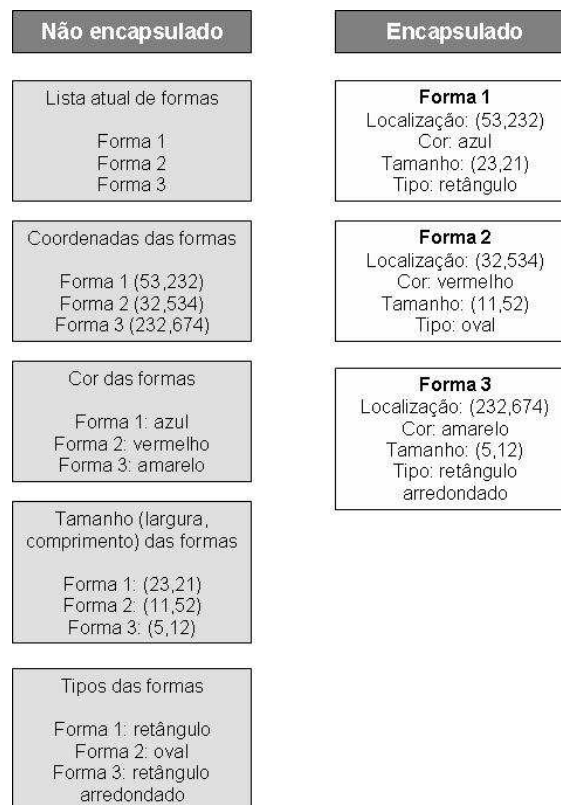 Não encapsulado
Lista atual de formas
Forma 1
Forma 2
Forma 3
Coordenadas das formas
Forma 1 (53,232)
Forma 2 (32,534)
Forma 3 (232,674)
Cor das formas
Forma 1: azul
Forma 2: vermelho
Forma 3: amarelo
Tamanho (largura,
comprimento) das formas
Forma 1: (23,21)
Forma 2: (11,52)
Forma 3: (5,12)
Tipos das formas
Forma 1: retângulo
Forma 2: oval
Forma 3: retângulo
arredondado
Encapsulado
Forma 1
Localização: (53,232)
Cor: azul
Tamanho: (23,21)
Tipo: retângulo
Forma 2
Localização: (32,534)
Cor: vermelho
Tamanho: (11,52)
Tipo: oval
Forma 3
Localização: (232,674)
Cor: amarelo
Tamanho: (5,12)
Tipo: retângulo
arredondado